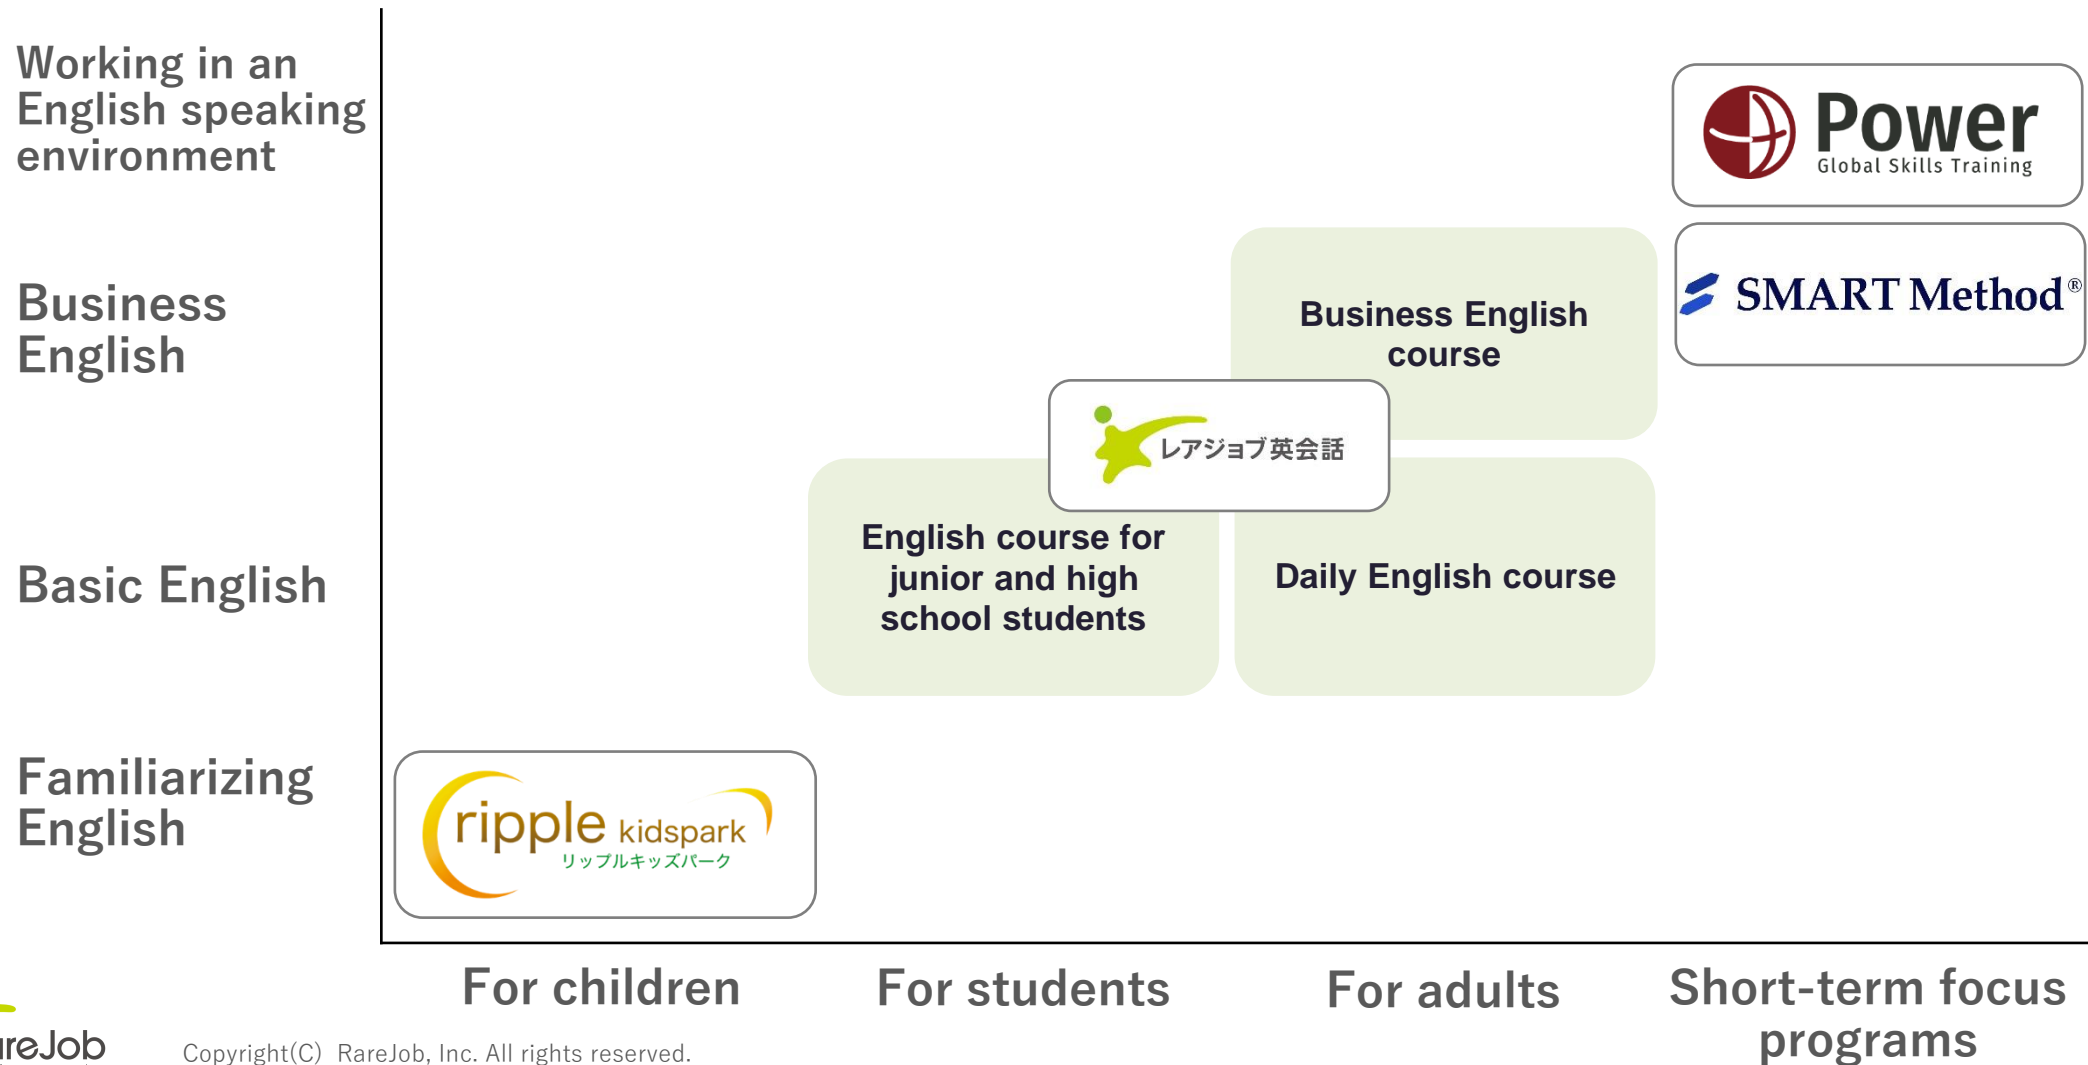 Working in an
English speaking
environment
Power
Global Skills Training
Business
English
Business English
course
SMART Method®
レアジョブ英会話
Basic English
English course for
junior and high
school students
Daily English course
Familiarizing
English
ripple kidspark
リップルキッズパーク
For children
For students
For adults
Short-term focus
programs
Copyright(C) RareJob, Inc. All rights reserved.